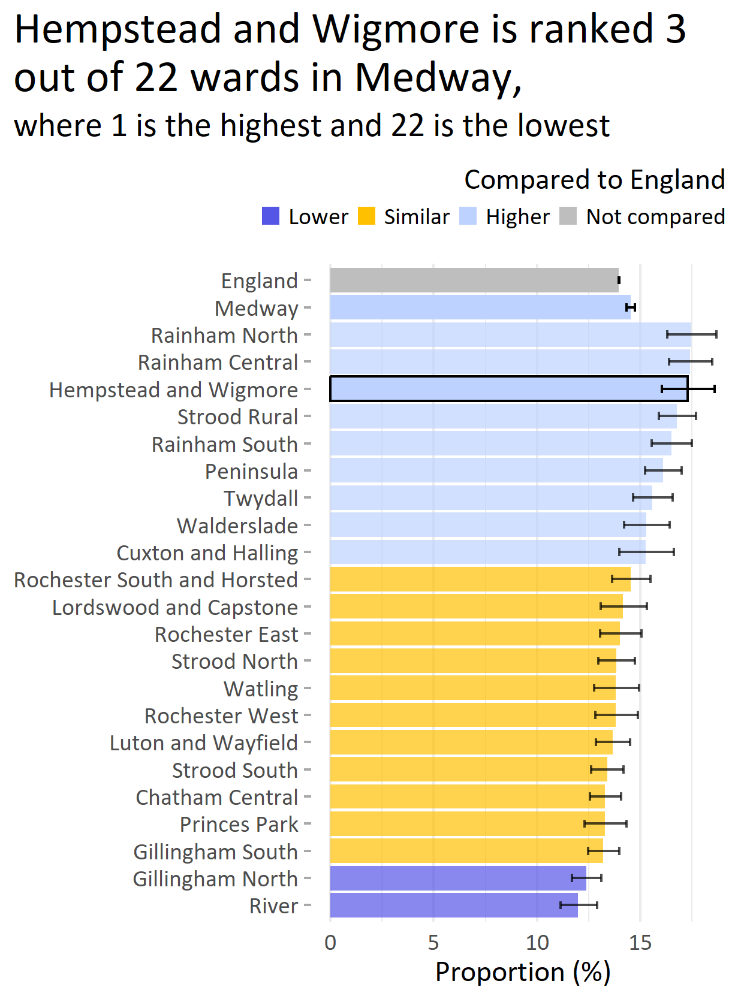 Hempstead and Wigmore is ranked 3
out of 22 wards in Medway,
where 1 is the highest and 22 is the lowest
Compared to England
Lower Similar Higher Not compared
England
Medway
Rainham North
Rainham Central
Hempstead and Wigmore
Strood Rural
Rainham South
Peninsula
Twydall
Walderslade
Cuxton and Halling
Rochester South and Horsted
Lordswood and Capstone
Rochester East
Strood North
Watling
Rochester West
Luton and Wayfield
Strood South
Chatham Central
Princes Park
Gillingham South
Gillingham North
River
0 5 10 15
Proportion (%)